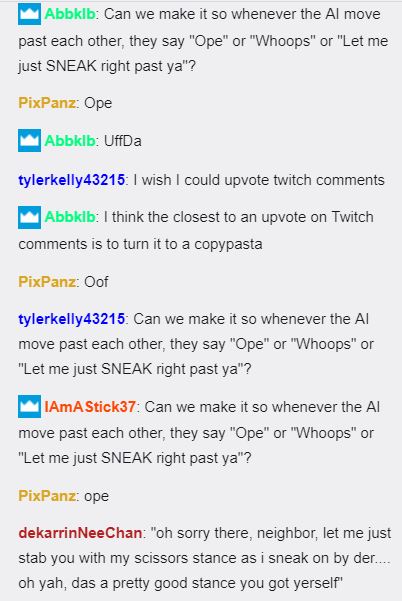 Abbklb: Can we make it so whenever the AI move
past each other, they say "Ope" or "Whoops" or "Let me
just SNEAK right past ya"?
PixPanz: Ope
Abbklb: UffDa
tylerkelly43215: I wish I could upvote twitch comments
Abbklb: I think the closest to an upvote on Twitch
comments is to turn it to a copypasta
PixPanz: Oof
tylerkelly43215: Can we make it so whenever the AI
move past each other, they say "Ope" or "Whoops" or
"Let me just SNEAK right past ya"?
IAmAStick37: Can we make it so whenever the AI
move past each other, they say "Ope" or "Whoops" or
"Let me just SNEAK right past ya"?
PixPanz: ope
dekarrinNeeChan: "oh sorry there, neighbor, let me just
stab you with my scissors stance as i sneak on by der....
oh yah, das a pretty good stance you got yerself"